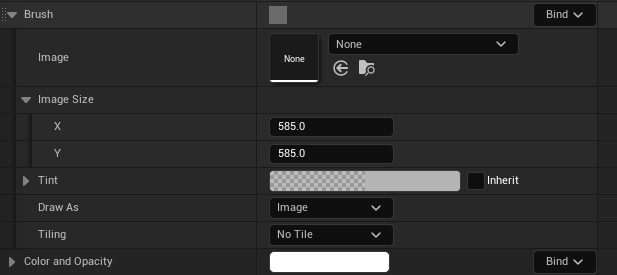 Brush Bind
Image None None
Image Size
X 585.0
Y 585.0
Tint Inherit
Draw As Image
Tiling No Tile
Color and Opacity Bind